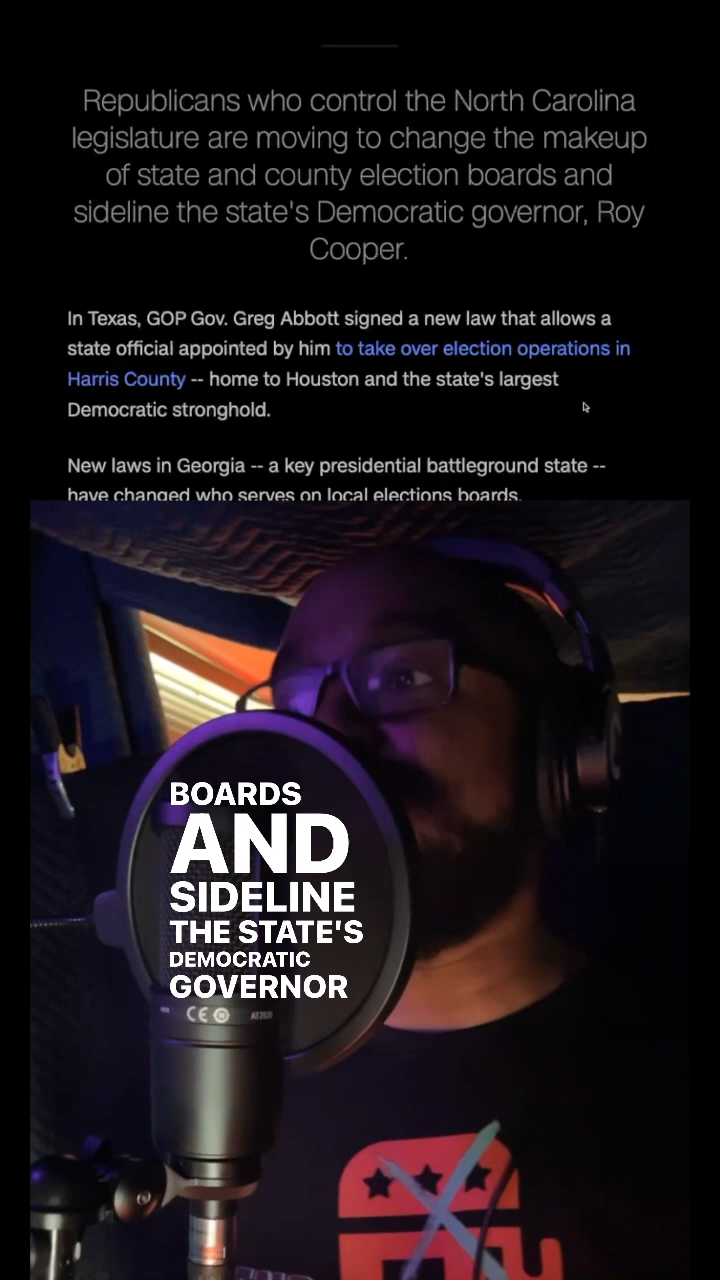 Republicans who control the North Carolina
legislature are moving to change the makeup
of state and county election boards and
sideline the state's Democratic governor, Roy
Cooper.
In Texas, GOP Gov. Greg Abbott signed a new law that allows a
state official appointed by him to take over election operations in
Harris County -- home to Houston and the state's largest
Democratic stronghold.
New laws in Georgia -- a key presidential battleground state --
have changed who serves on local elections boards.
BOARDS
AND
SIDELINE
THE STATE'S
DEMOCRATIC
GOVERNOR
CE AT2020